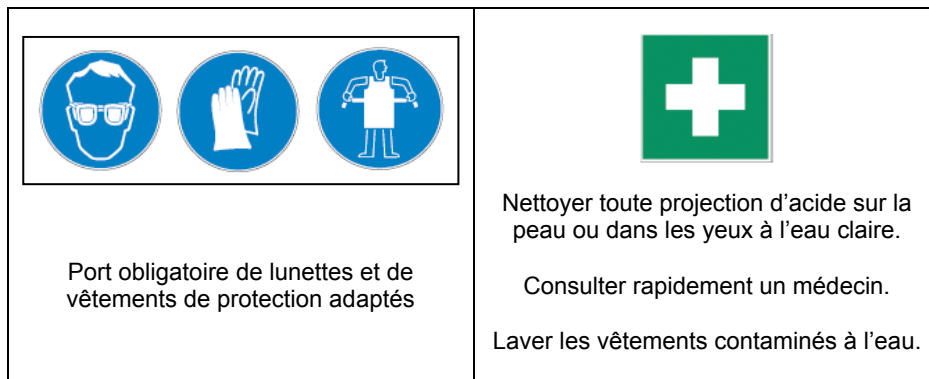 Port obligatoire de lunettes et de
vêtements de protection adaptés
Nettoyer toute projection d’acide sur la
peau ou dans les yeux à l’eau claire.
Consulter rapidement un médecin.
Laver les vêtements contaminés à l’eau.